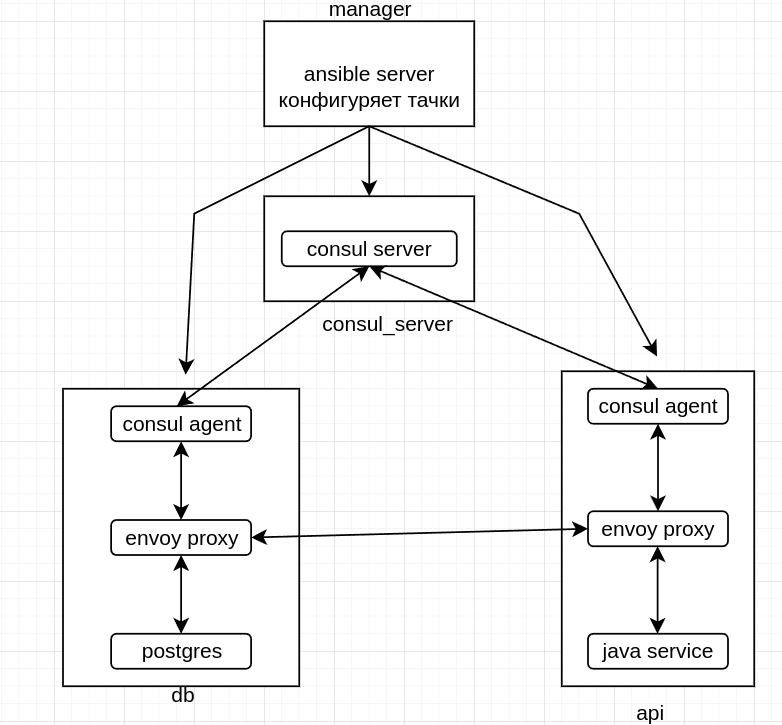 manager
ansible server
конфигуряет тачки
consul server
consul_server
consul agent
consul agent
envoy proxy
envoy proxy
postgres
java service
db
api